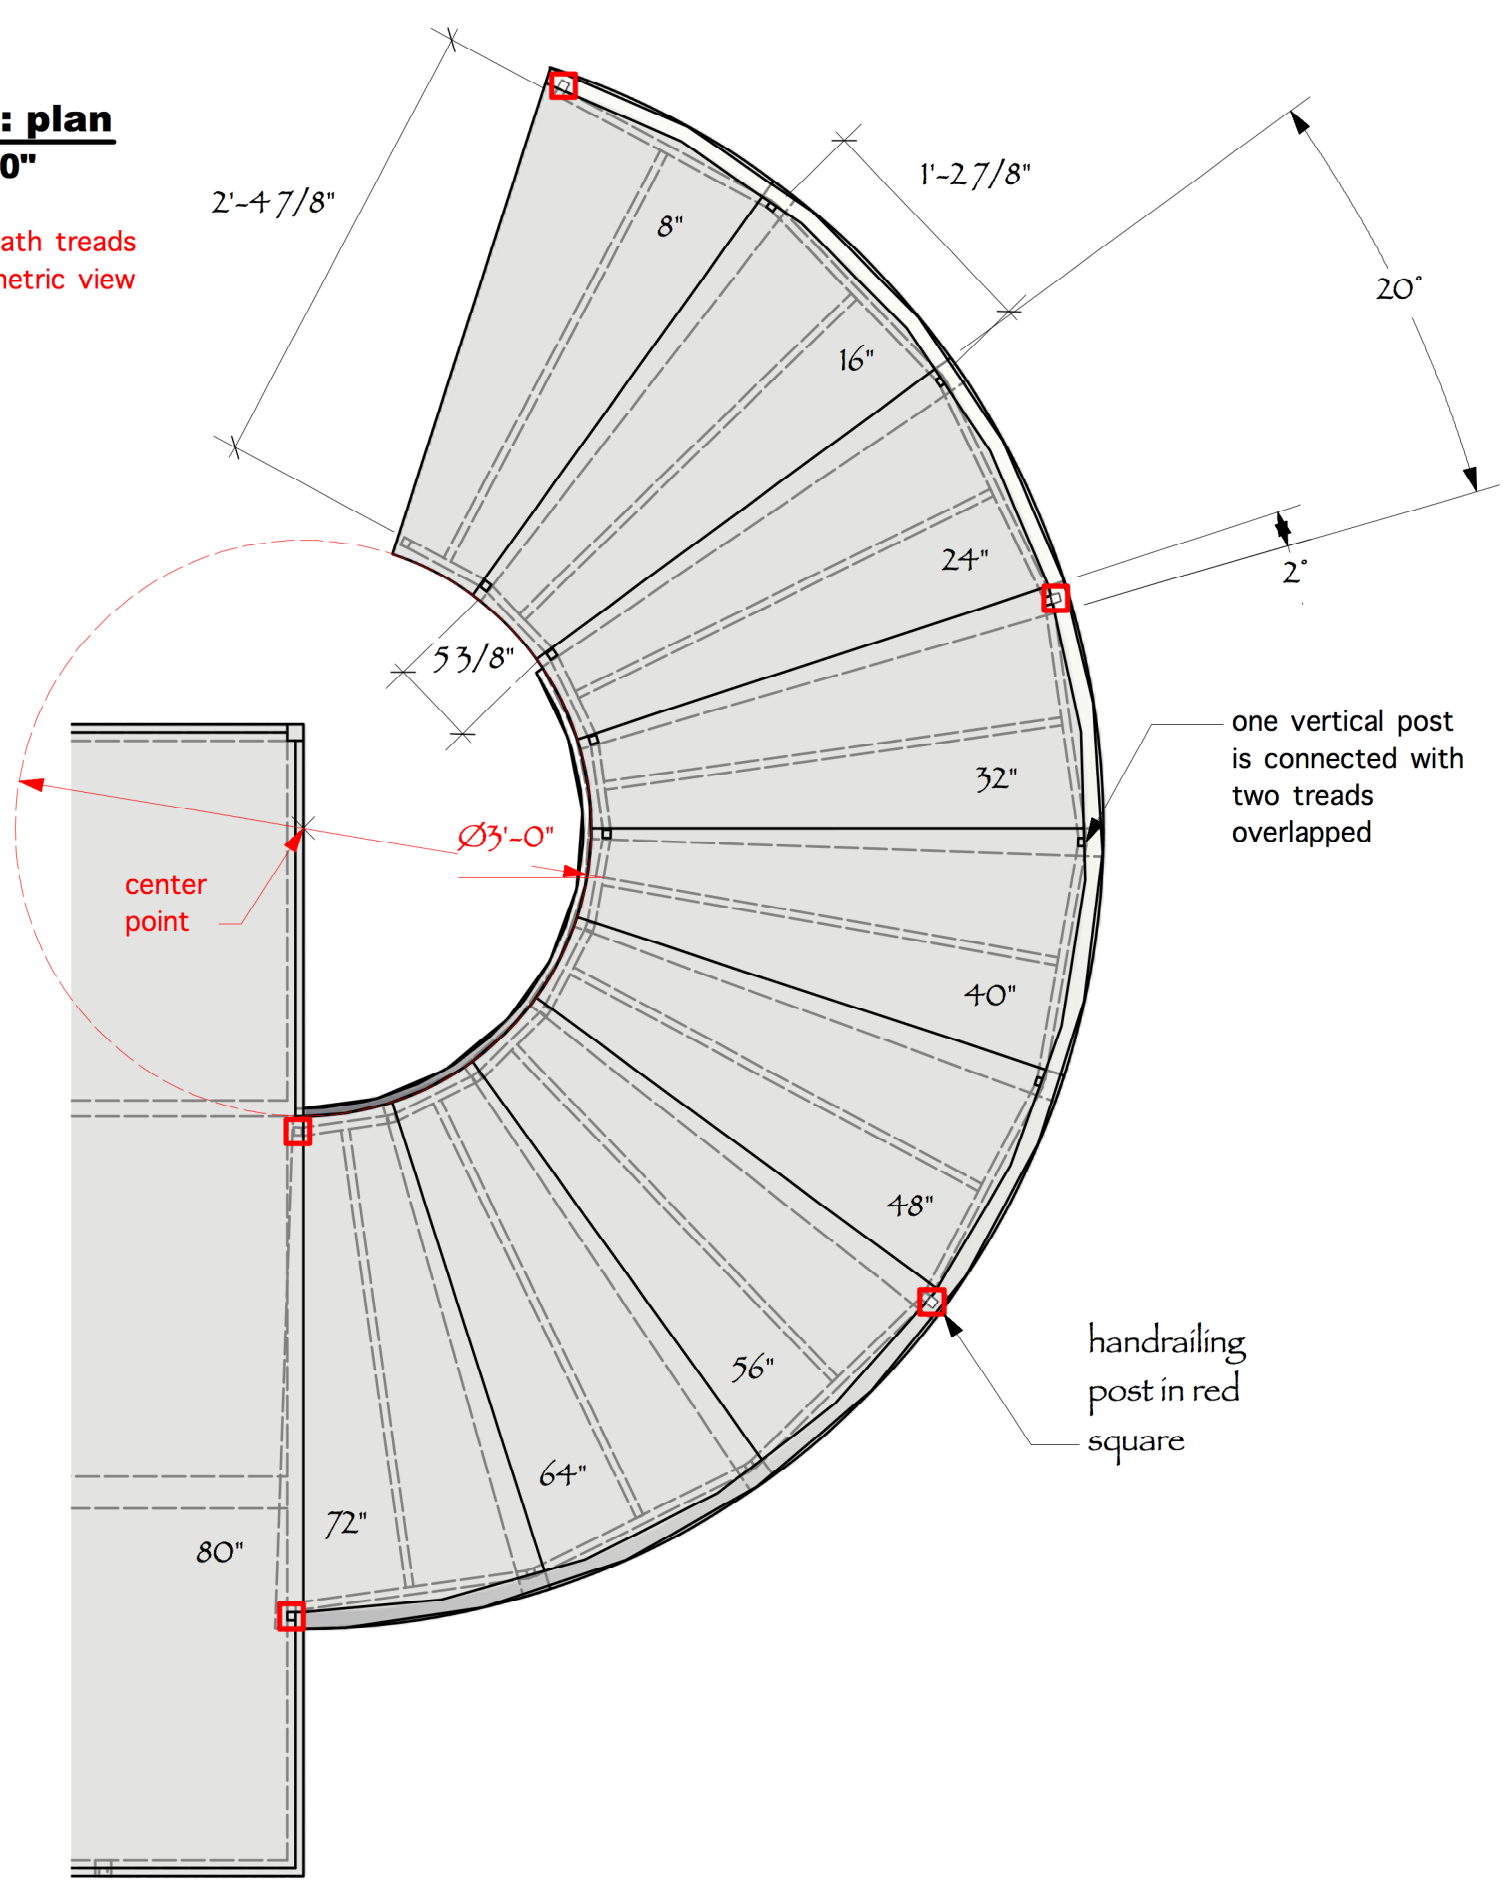 : plan
0"
ath treads
netric view
2'-4 7/8"
1'-2 7/8"
20°
2°
5 3/8"
Ø3'-0"
center
point
8"
16"
24"
32"
40"
48"
56"
64"
72"
80"
one vertical post
is connected with
two treads
overlapped
handrailing
post in red
square